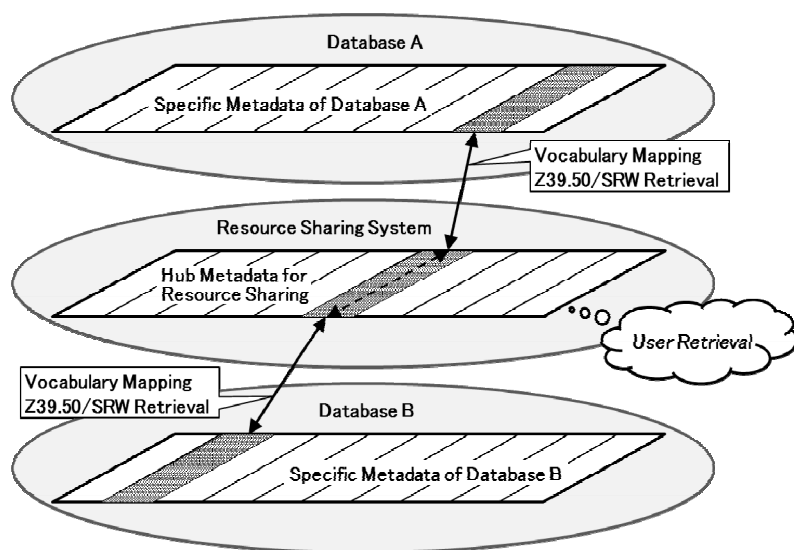 Database A
Specific Metadata of Database A
Vocabulary Mapping
Z39.50/SRW Retrieval
Resource Sharing System
Hub Metadata for
Resource Sharing
User Retrieval
Vocabulary Mapping
Z39.50/SRW Retrieval
Database B
Specific Metadata of Database B